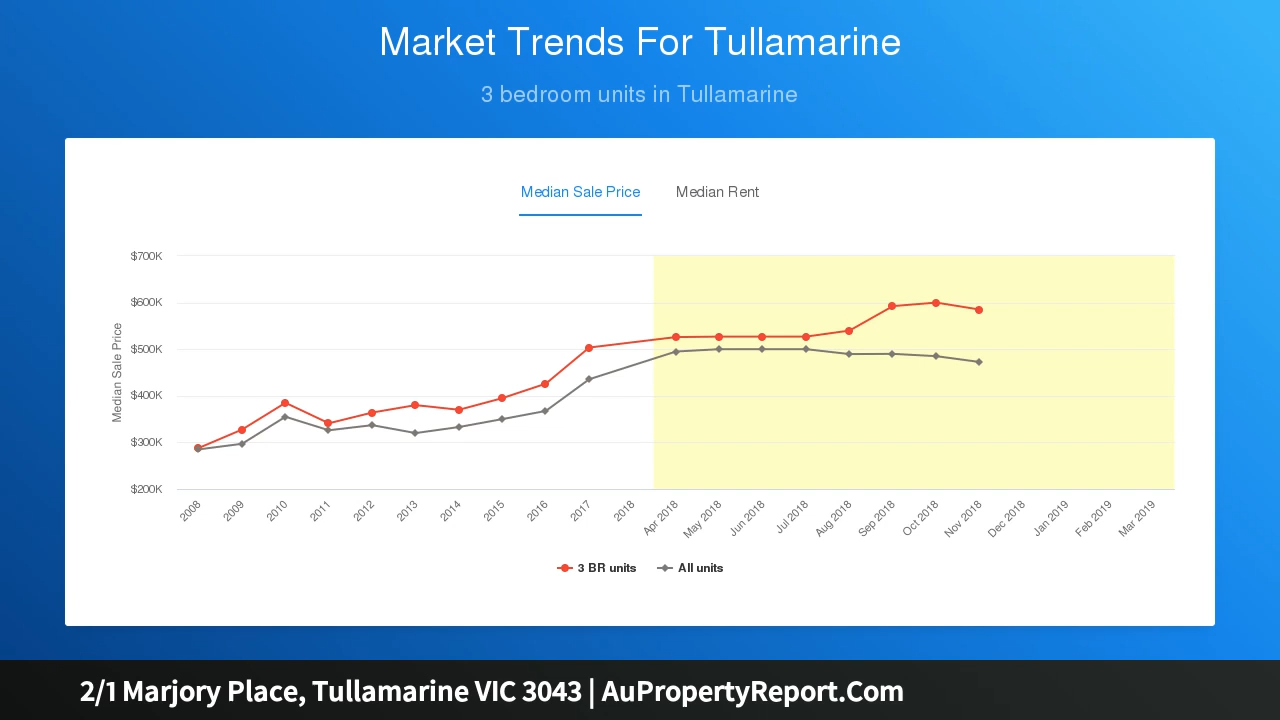 Market Trends For Tullamarine
3 bedroom units in Tullamarine
Median Sale Price
Median Rent
$700K
$600K
$500K
$400K
$300K
$200K
Median Sale Price
2008
2009
2010
2011
2012
2013
2014
2015
2016
2017
2018
Apr 2018
May 2018
Jun 2018
Jul 2018
Aug 2018
Sep 2018
Oct 2018
Nov 2018
Dec 2018
Jan 2019
Feb 2019
Mar 2019
3 BR units
All units
2/1 Marjory Place, Tullamarine VIC 3043 | AuPropertyReport.Com